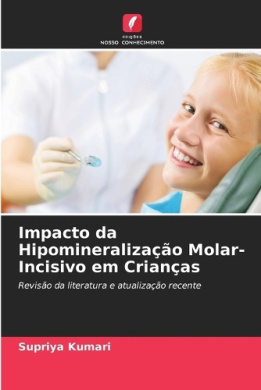 edições
NOSSO CONHECIMENTO
Impacto da
Hipomineralização Molar-
Incisivo em Crianças
Revisão da literatura e atualização recente
Supriya Kumari